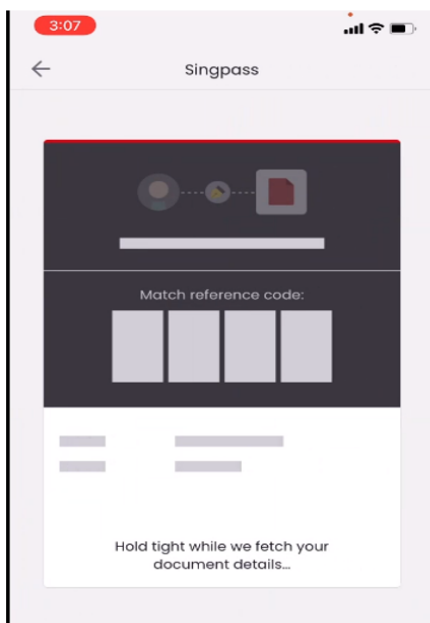 3:07
Singpass
Match reference code:
Hold tight while we fetch your
document details...